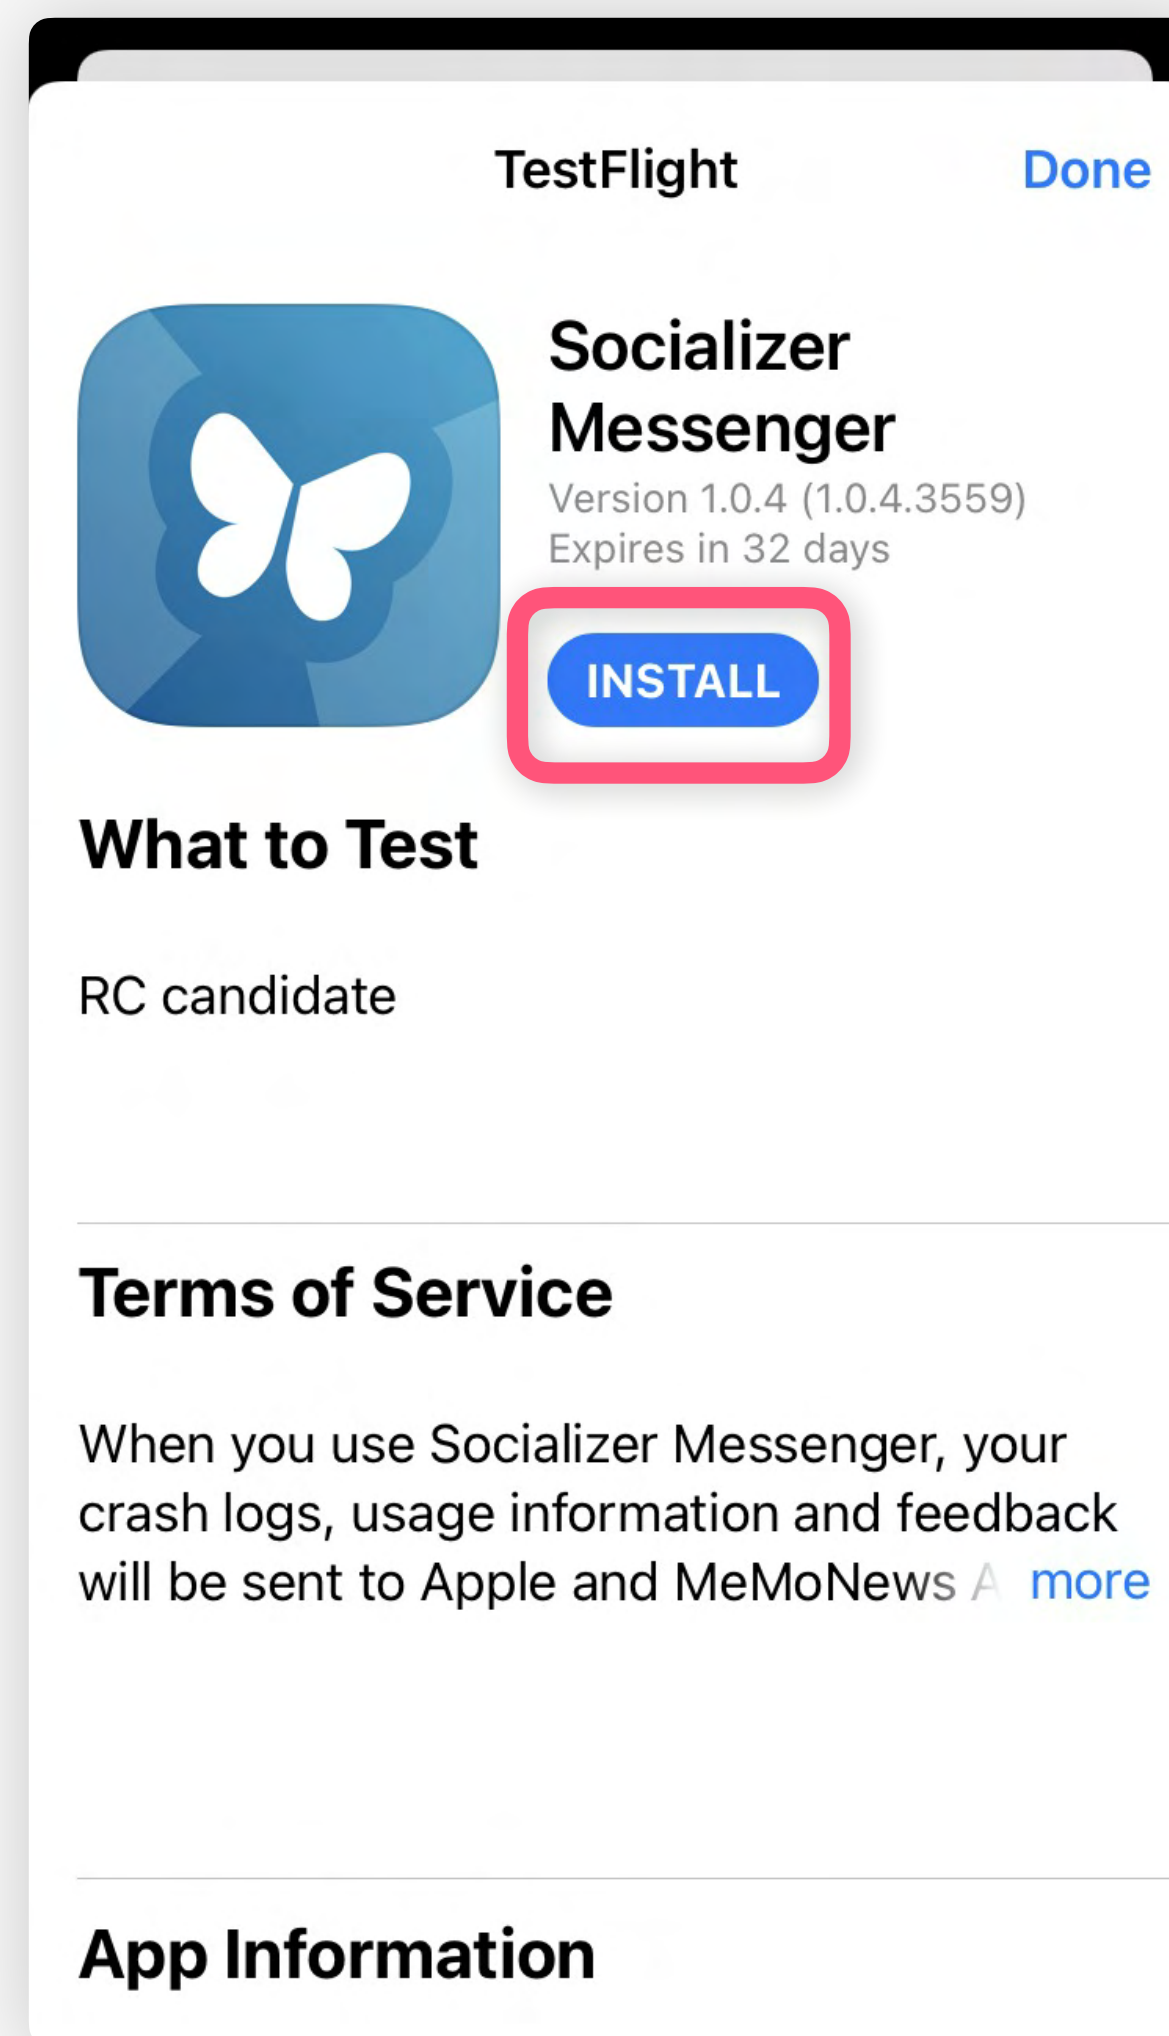 TestFlight
Done
Socializer
Messenger
Version 1.0.4 (1.0.4.3559)
Expires in 32 days
INSTALL
What to Test
RC candidate
Terms of Service
When you use Socializer Messenger, your
crash logs, usage information and feedback
will be sent to Apple and MeMoNews A more
App Information